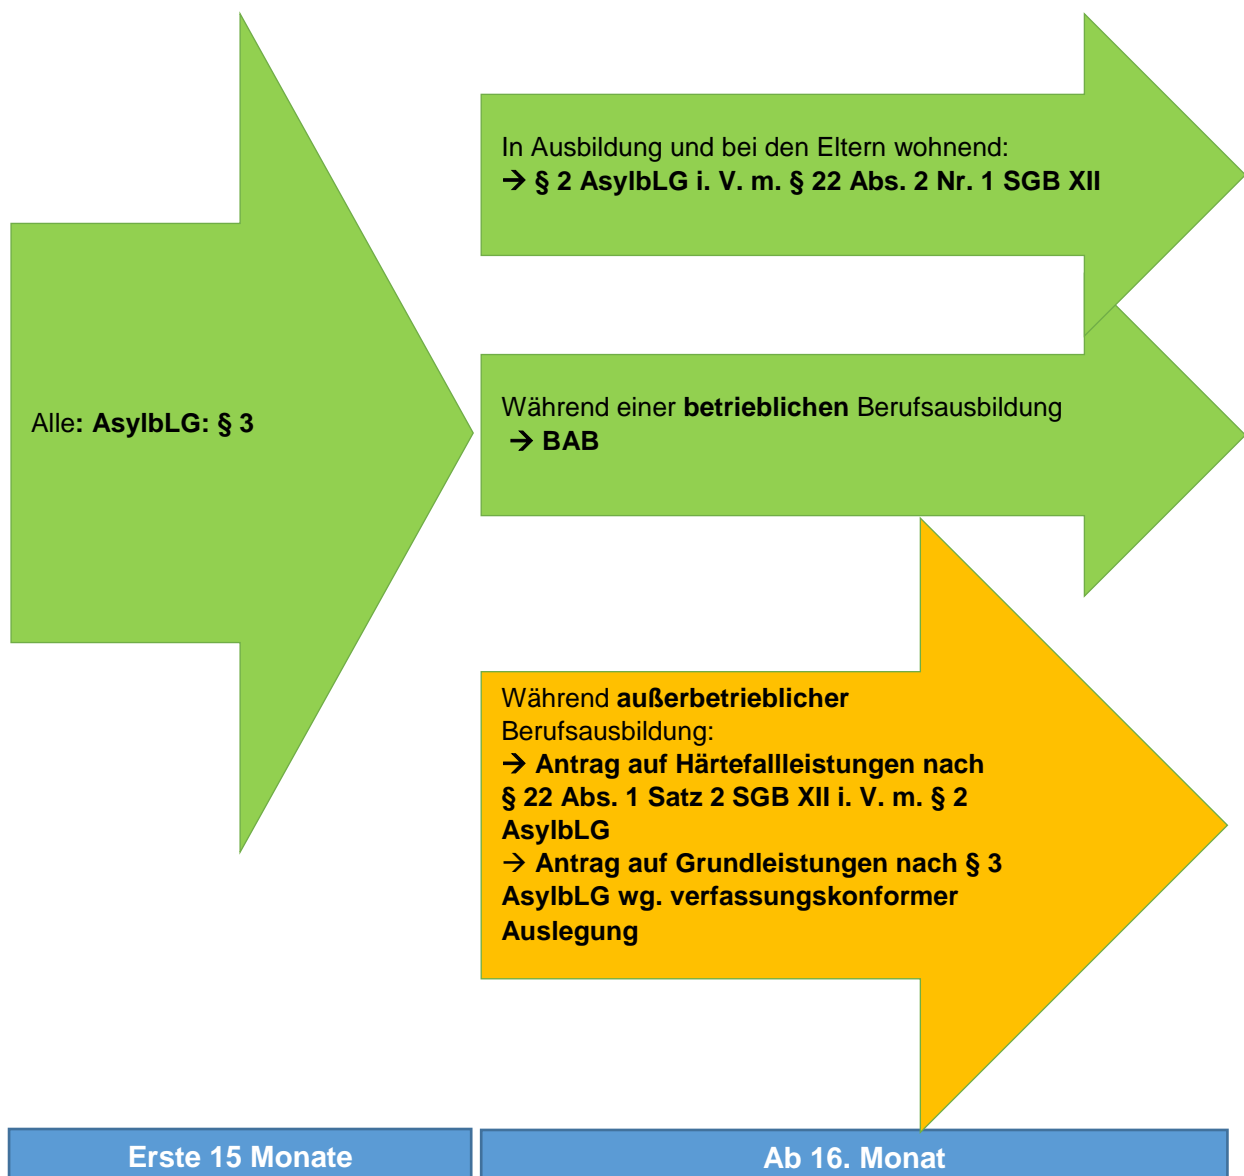 Alle: AsylbLG: § 3
In Ausbildung und bei den Eltern wohnend:
→ § 2 AsylbLG i. V. m. § 22 Abs. 2 Nr. 1 SGB XII
Während einer betrieblichen Berufsausbildung
→ BAB
Während außerbetrieblicher
Berufsausbildung:
→ Antrag auf Härtefallleistungen nach
§ 22 Abs. 1 Satz 2 SGB XII i. V. m. § 2
AsylbLG
→ Antrag auf Grundleistungen nach § 3
AsylbLG wg. verfassungskonformer
Auslegung
Erste 15 Monate
Ab 16. Monat